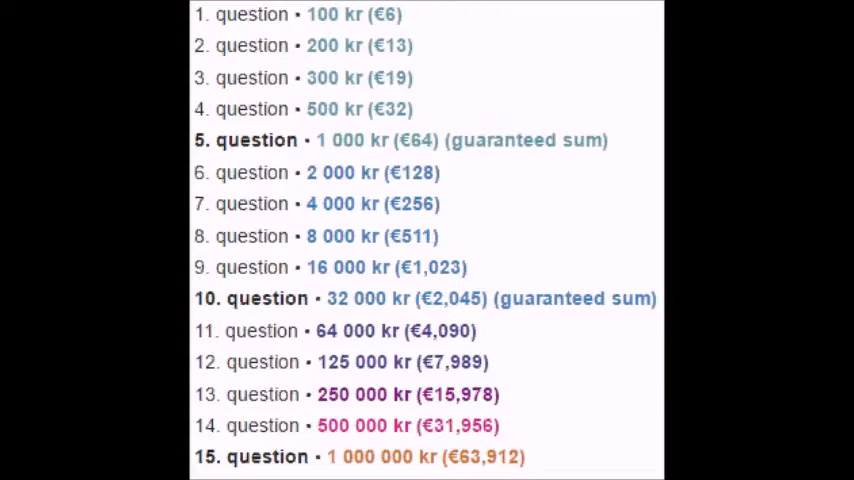 1. question • 100 kr (€6)
2. question • 200 kr (€13)
3. question • 300 kr (€19)
4. question • 500 kr (€32)
5. question • 1 000 kr (€64) (guaranteed sum)
6. question • 2 000 kr (€128)
7. question • 4 000 kr (€256)
8. question • 8 000 kr (€511)
9. question • 16 000 kr (€1,023)
10. question • 32 000 kr (€2,045) (guaranteed sum)
11. question • 64 000 kr (€4,090)
12. question • 125 000 kr (€7,989)
13. question • 250 000 kr (€15,978)
14. question • 500 000 kr (€31,956)
15. question • 1 000 000 kr (€63,912)